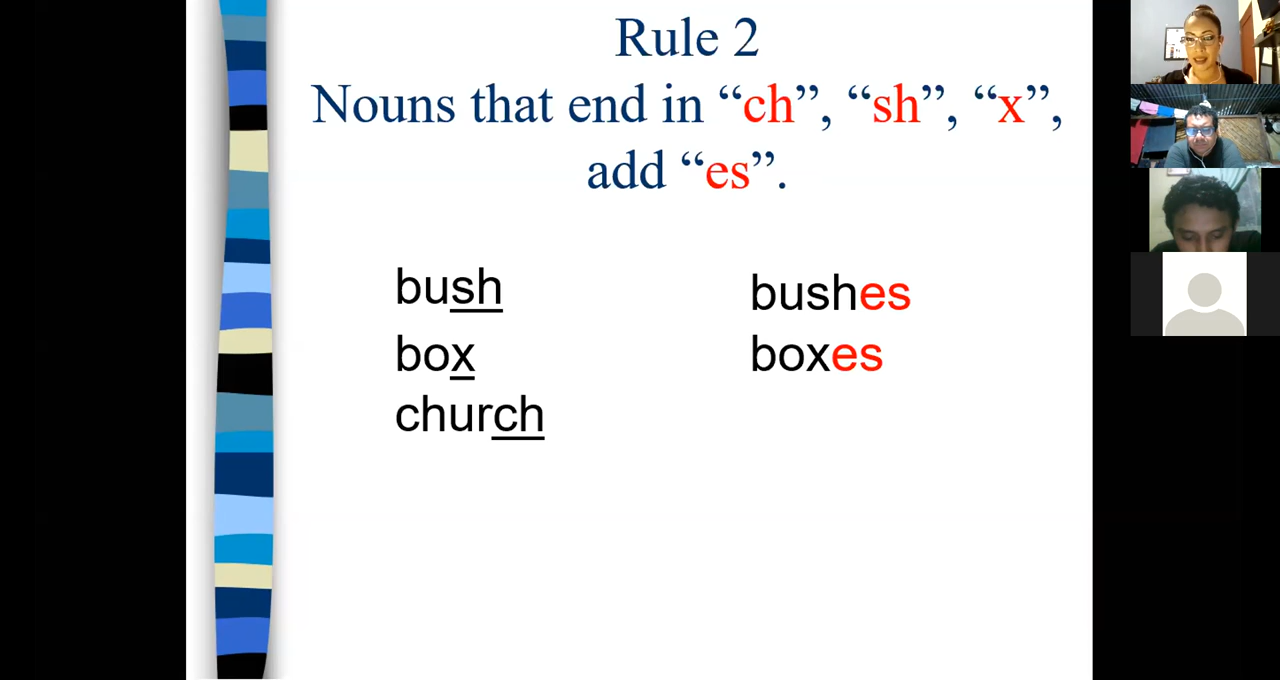 Rule 2
Nouns that end in “ch”, “sh”, “x”,
add “es”.
bush bushes
box boxes
church